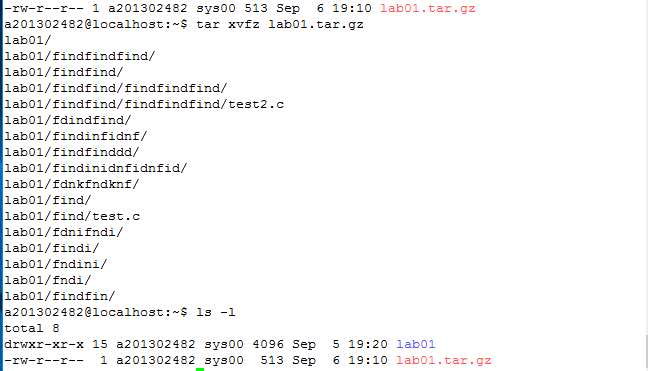 -rw-r--r-- 1 a201302482 sys00 513 Sep  6 19:10 lab01.tar.gz
a201302482@localhost:~$ tar xvfz lab01.tar.gz
lab01/
lab01/findfindfind/
lab01/findfind/
lab01/findfind/findfindfind/
lab01/findfind/findfindfind/test2.c
lab01/fdindfind/
lab01/findinfidnf/
lab01/findfinddd/
lab01/findinidnfidnfid/
lab01/fdnkfndknf/
lab01/find/
lab01/find/test.c
lab01/fdnifndi/
lab01/findi/
lab01/fndini/
lab01/fndi/
lab01/findfin/
a201302482@localhost:~$ ls -l
total 8
drwxr-xr-x 15 a201302482 sys00 4096 Sep  5 19:20 lab01
-rw-r--r--  1 a201302482 sys00  513 Sep  6 19:10 lab01.tar.gz